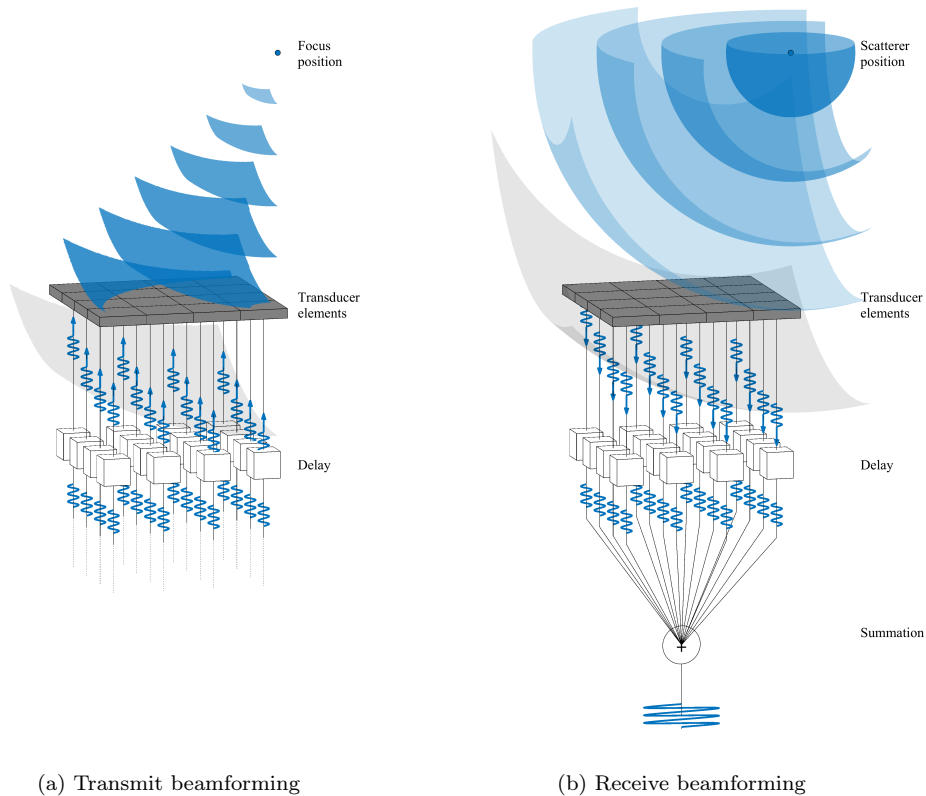 Focus
position
Transducer
elements
Delay
(a) Transmit beamforming
Scatterer
position
Transducer
elements
Delay
Summation
+
(b) Receive beamforming